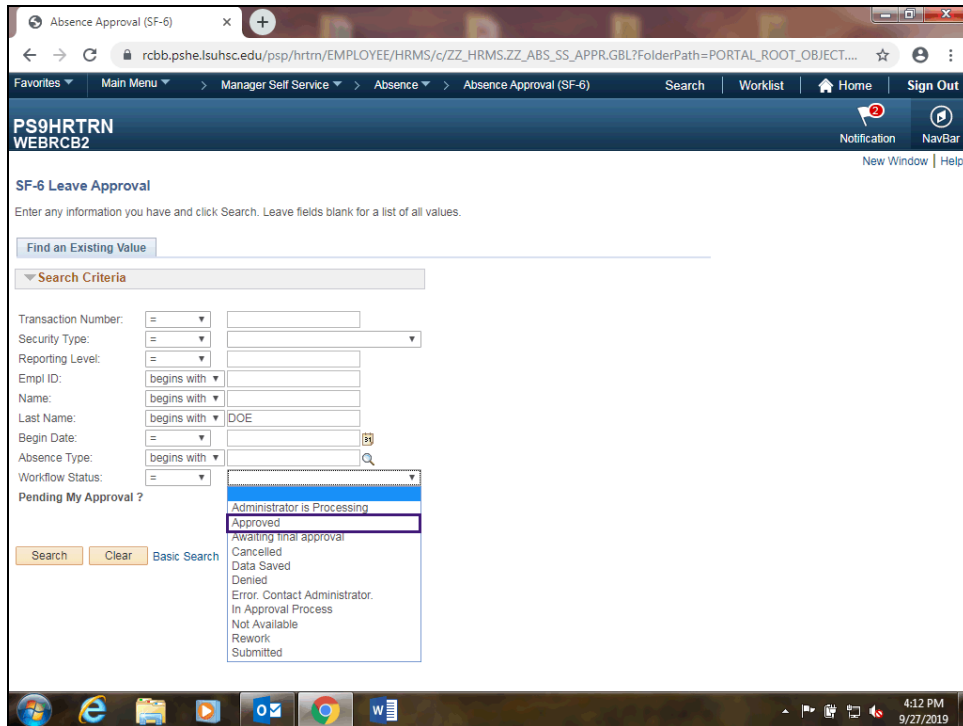 Absence Approval (SF-6)
rcbb.pshe.lsuhsc.edu/psp/hrtrn/EMPLOYEE/HRMS/c/ZZ_HRMS.ZZ_ABS_SS_APPR.GBL?FolderPath=PORTAL_ROOT_OBJECT....
Favorites Main Menu > Manager Self Service > Absence > Absence Approval (SF-6) Search Worklist Home Sign Out
PS9HRTRN
WEBRCB2
2
Notification NavBar
New Window | Help
SF-6 Leave Approval
Enter any information you have and click Search. Leave fields blank for a list of all values.
Find an Existing Value
Search Criteria
Transaction Number: =
Security Type: =
Reporting Level: =
Empl ID: begins with
Name: begins with
Last Name: begins with DOE
Begin Date: = 31
Absence Type: begins with
Workflow Status: =
Pending My Approval ?
Administrator is Processing
Approved
Awaiting final approval
Cancelled
Data Saved
Denied
Error. Contact Administrator.
In Approval Process
Not Available
Rework
Submitted
Search Clear Basic Search
4:12 PM
9/27/2019